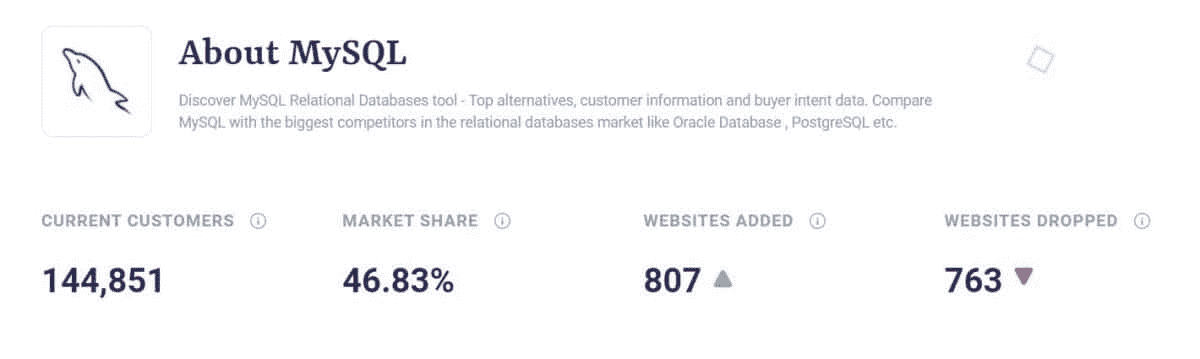 About MySQL
Discover MySQL Relational Databases tool - Top alternatives, customer information and buyer intent data. Compare
MySQL with the biggest competitors in the relational databases market like Oracle Database , PostgreSQL etc.
CURRENT CUSTOMERS
MARKET SHARE
WEBSITES ADDED
WEBSITES DROPPED
144,851
46.83%
807
763